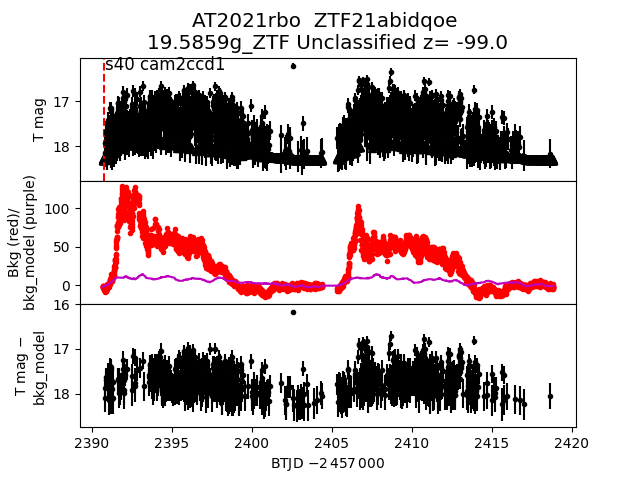 AT2021rbo  ZTF21abidqoe
19.5859g_ZTF Unclassified z= -99.0
s40 cam2ccd1
T mag
17
18
Bkg (red)/
bkg_model (purple)
100
50
0
T mag −
bkg_model
16
17
18
2390 2395 2400 2405 2410 2415 2420
BTJD −2 457 000